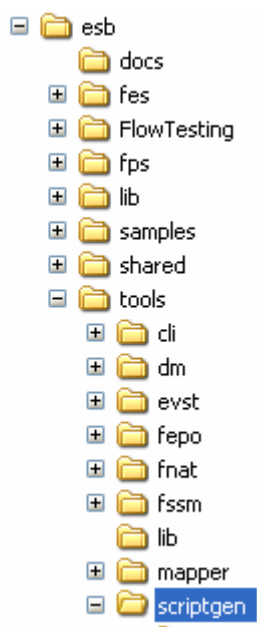 esb
docs
fes
FlowTesting
fps
lib
samples
shared
tools
cli
dm
evst
fepo
fnat
fssm
lib
mapper
scriptgen